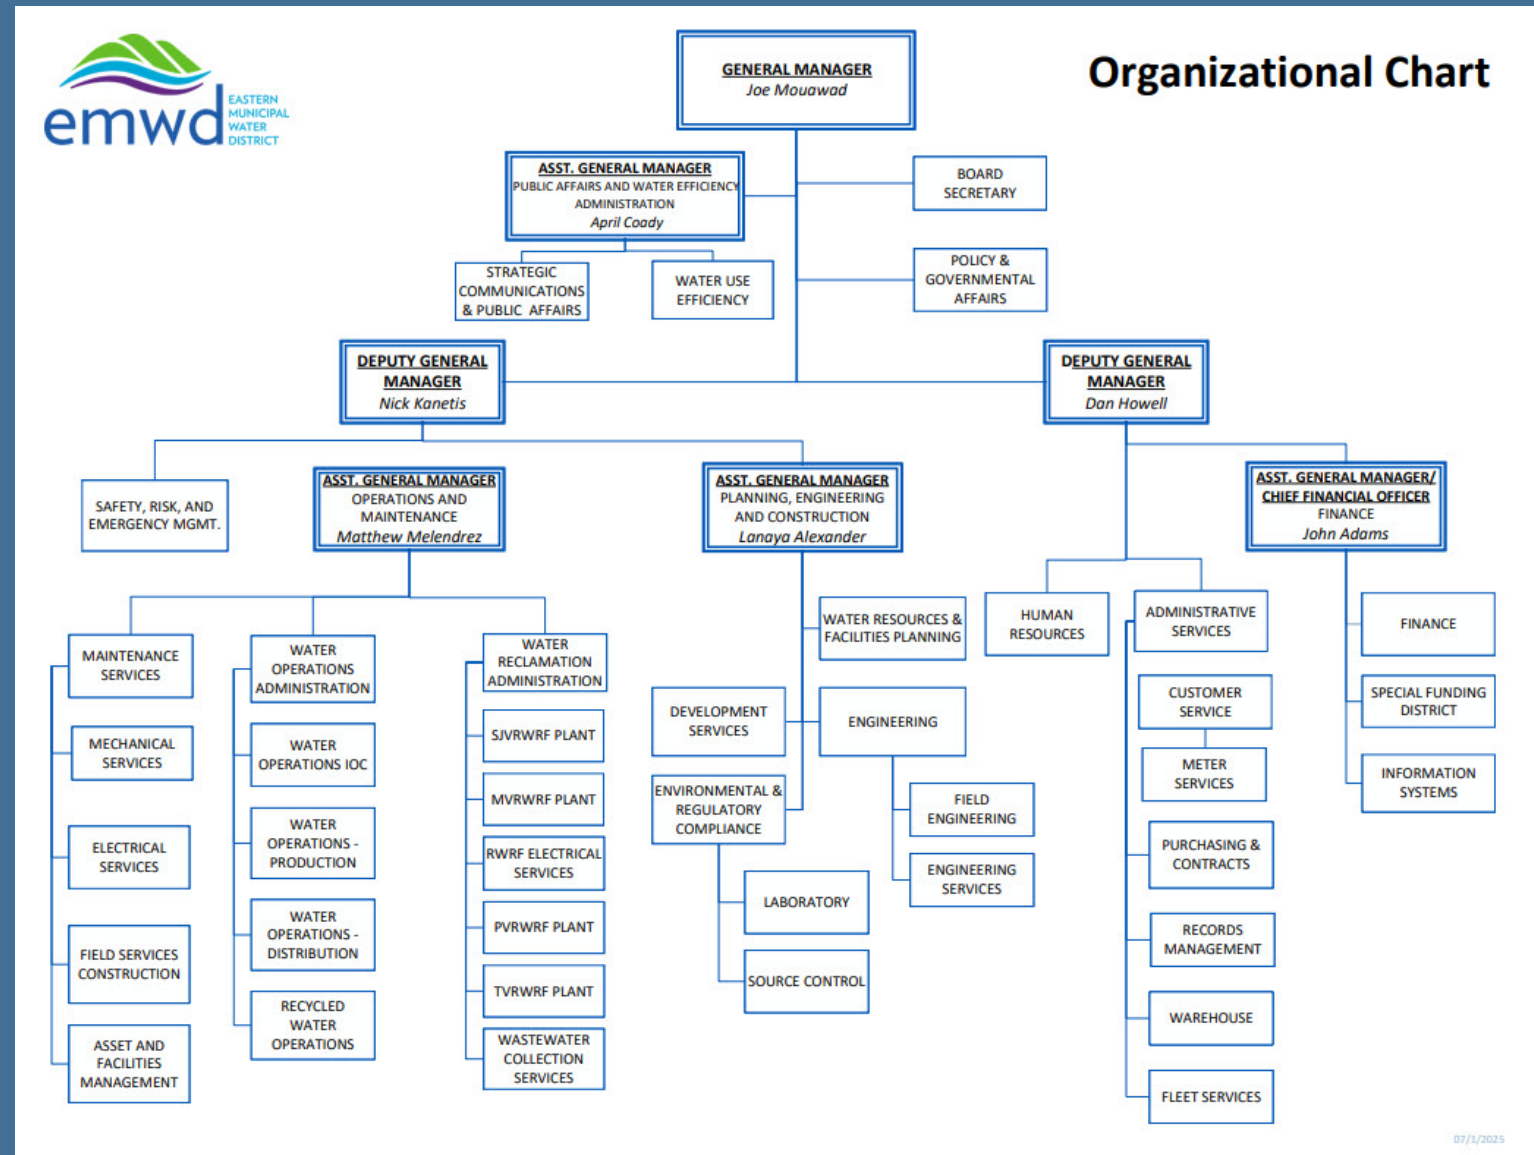 emwd
EASTERN
MUNICIPAL
WATER
DISTRICT
Organizational Chart
GENERAL MANAGER
Joe Mouawad
ASST. GENERAL MANAGER
PUBLIC AFFAIRS AND WATER EFFICIENCY
ADMINISTRATION
April Coady
BOARD
SECRETARY
STRATEGIC
COMMUNICATIONS
& PUBLIC AFFAIRS
WATER USE
EFFICIENCY
POLICY &
GOVERNMENTAL
AFFAIRS
DEPUTY GENERAL
MANAGER
Nick Kanetis
DEPUTY GENERAL
MANAGER
Dan Howell
SAFETY, RISK, AND
EMERGENCY MGMT.
ASST. GENERAL MANAGER
OPERATIONS AND
MAINTENANCE
Matthew Melendrez
ASST. GENERAL MANAGER
PLANNING, ENGINEERING
AND CONSTRUCTION
Lanaya Alexander
ASST. GENERAL MANAGER/
CHIEF FINANCIAL OFFICER
FINANCE
John Adams
MAINTENANCE
SERVICES
MECHANICAL
SERVICES
ELECTRICAL
SERVICES
FIELD SERVICES
CONSTRUCTION
ASSET AND
FACILITIES
MANAGEMENT
WATER
OPERATIONS
ADMINISTRATION
WATER
OPERATIONS IOC
WATER
OPERATIONS -
PRODUCTION
WATER
OPERATIONS -
DISTRIBUTION
RECYCLED
WATER
OPERATIONS
WATER
RECLAMATION
ADMINISTRATION
SJVRWRF PLANT
MVRWRF PLANT
RWRF ELECTRICAL
SERVICES
PVRWRF PLANT
TVRWRF PLANT
WASTEWATER
COLLECTION
SERVICES
WATER RESOURCES &
FACILITIES PLANNING
DEVELOPMENT
SERVICES
ENGINEERING
ENVIRONMENTAL &
REGULATORY
COMPLIANCE
FIELD
ENGINEERING
ENGINEERING
SERVICES
LABORATORY
SOURCE CONTROL
HUMAN
RESOURCES
ADMINISTRATIVE
SERVICES
CUSTOMER
SERVICE
METER
SERVICES
PURCHASING &
CONTRACTS
RECORDS
MANAGEMENT
WAREHOUSE
FLEET SERVICES
FINANCE
SPECIAL FUNDING
DISTRICT
INFORMATION
SYSTEMS
07/1/2025